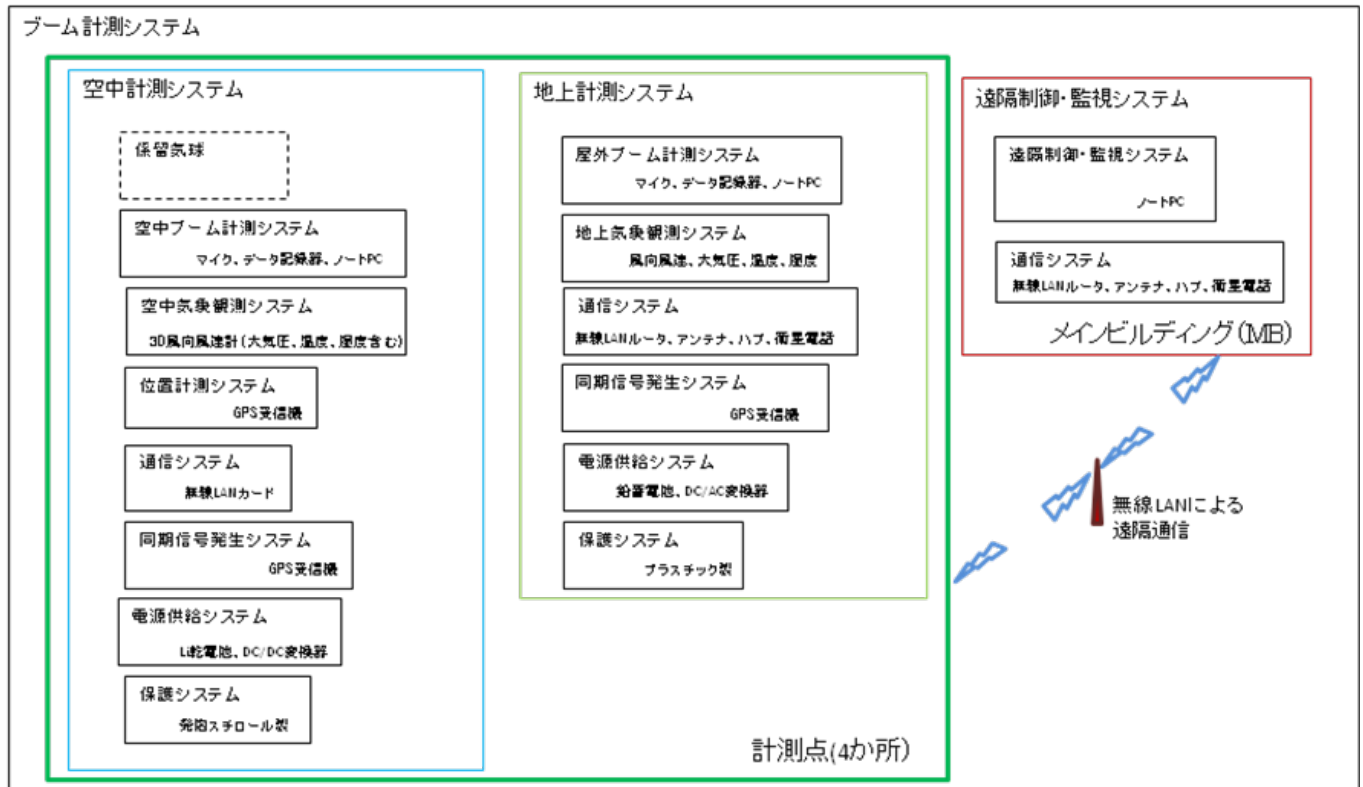 ブーム計測システム
空中計測システム
係留気球
空中ブーム計測システム
マイク、データ記録器、ノートPC
空中気象観測システム
3D風向風速計(大気圧、温度、湿度含む)
位置計測システム
GPS受信機
通信システム
無線LANカード
同期信号発生システム
GPS受信機
電源供給システム
Li乾電池、DC/DC変換器
保護システム
発泡スチロール製
地上計測システム
屋外ブーム計測システム
マイク、データ記録器、ノートPC
地上気象観測システム
風向風速、大気圧、温度、湿度
通信システム
無線LANルータ、アンテナ、ハブ、衛星電話
同期信号発生システム
GPS受信機
電源供給システム
鉛蓄電池、DC/AC変換器
保護システム
プラスチック製
計測点(4か所)
遠隔制御・監視システム
遠隔制御・監視システム
ノートPC
通信システム
無線LANルータ、アンテナ、ハブ、衛星電話
メインビルディング(MB)
無線LANによる
遠隔通信